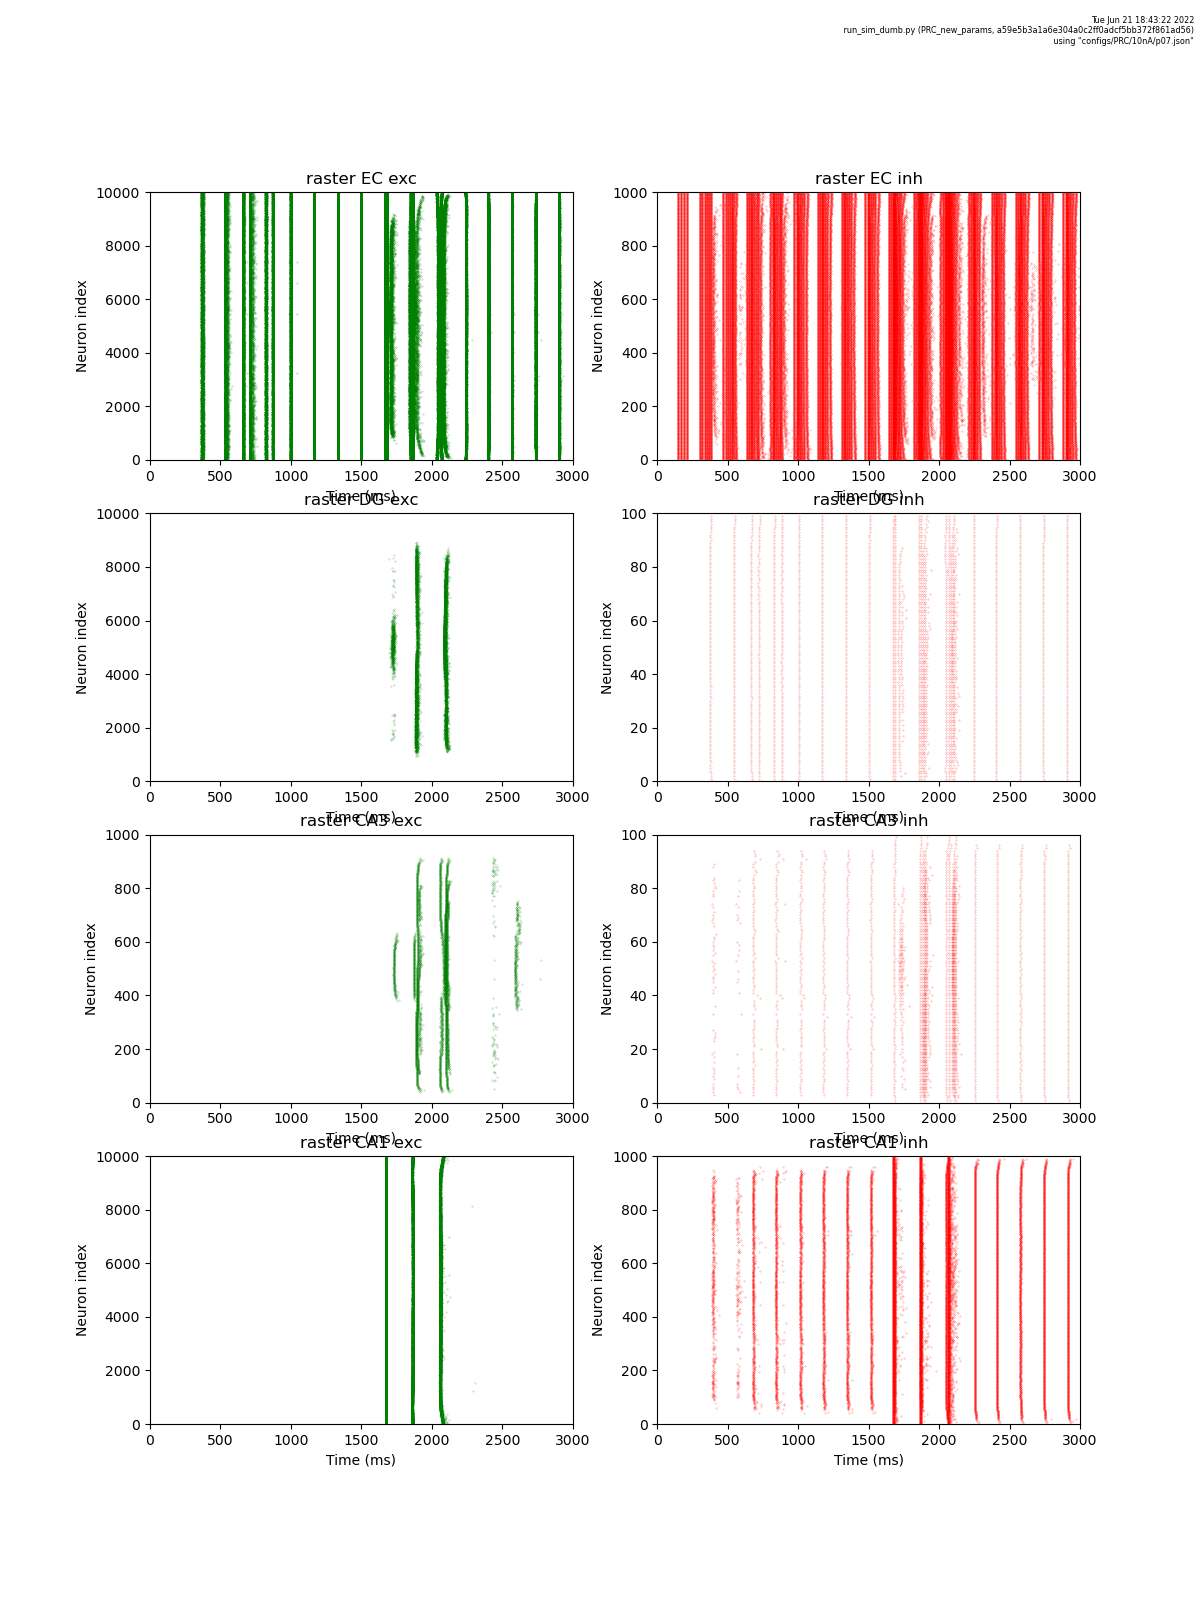 Tue Jun 21 18:43:22 2022
run_sim_dumb.py (PRC_new_params, a59e5b3a1a6e304a0c2ff0adcf5bb372f861ad56)
using "configs/PRC/10nA/p07.json"
raster EC exc
raster EC inh
10000
8000
6000
4000
2000
0
Neuron index
0 500 1000 1500 2000 2500 3000
Time (ms)
1000
800
600
400
200
0
Neuron index
0 500 1000 1500 2000 2500 3000
Time (ms)
raster DG exc
raster DG inh
10000
8000
6000
4000
2000
0
Neuron index
0 500 1000 1500 2000 2500 3000
Time (ms)
100
80
60
40
20
0
Neuron index
0 500 1000 1500 2000 2500 3000
Time (ms)
raster CA3 exc
raster CA3 inh
1000
800
600
400
200
0
Neuron index
0 500 1000 1500 2000 2500 3000
Time (ms)
100
80
60
40
20
0
Neuron index
0 500 1000 1500 2000 2500 3000
Time (ms)
raster CA1 exc
raster CA1 inh
10000
8000
6000
4000
2000
0
Neuron index
0 500 1000 1500 2000 2500 3000
Time (ms)
1000
800
600
400
200
0
Neuron index
0 500 1000 1500 2000 2500 3000
Time (ms)